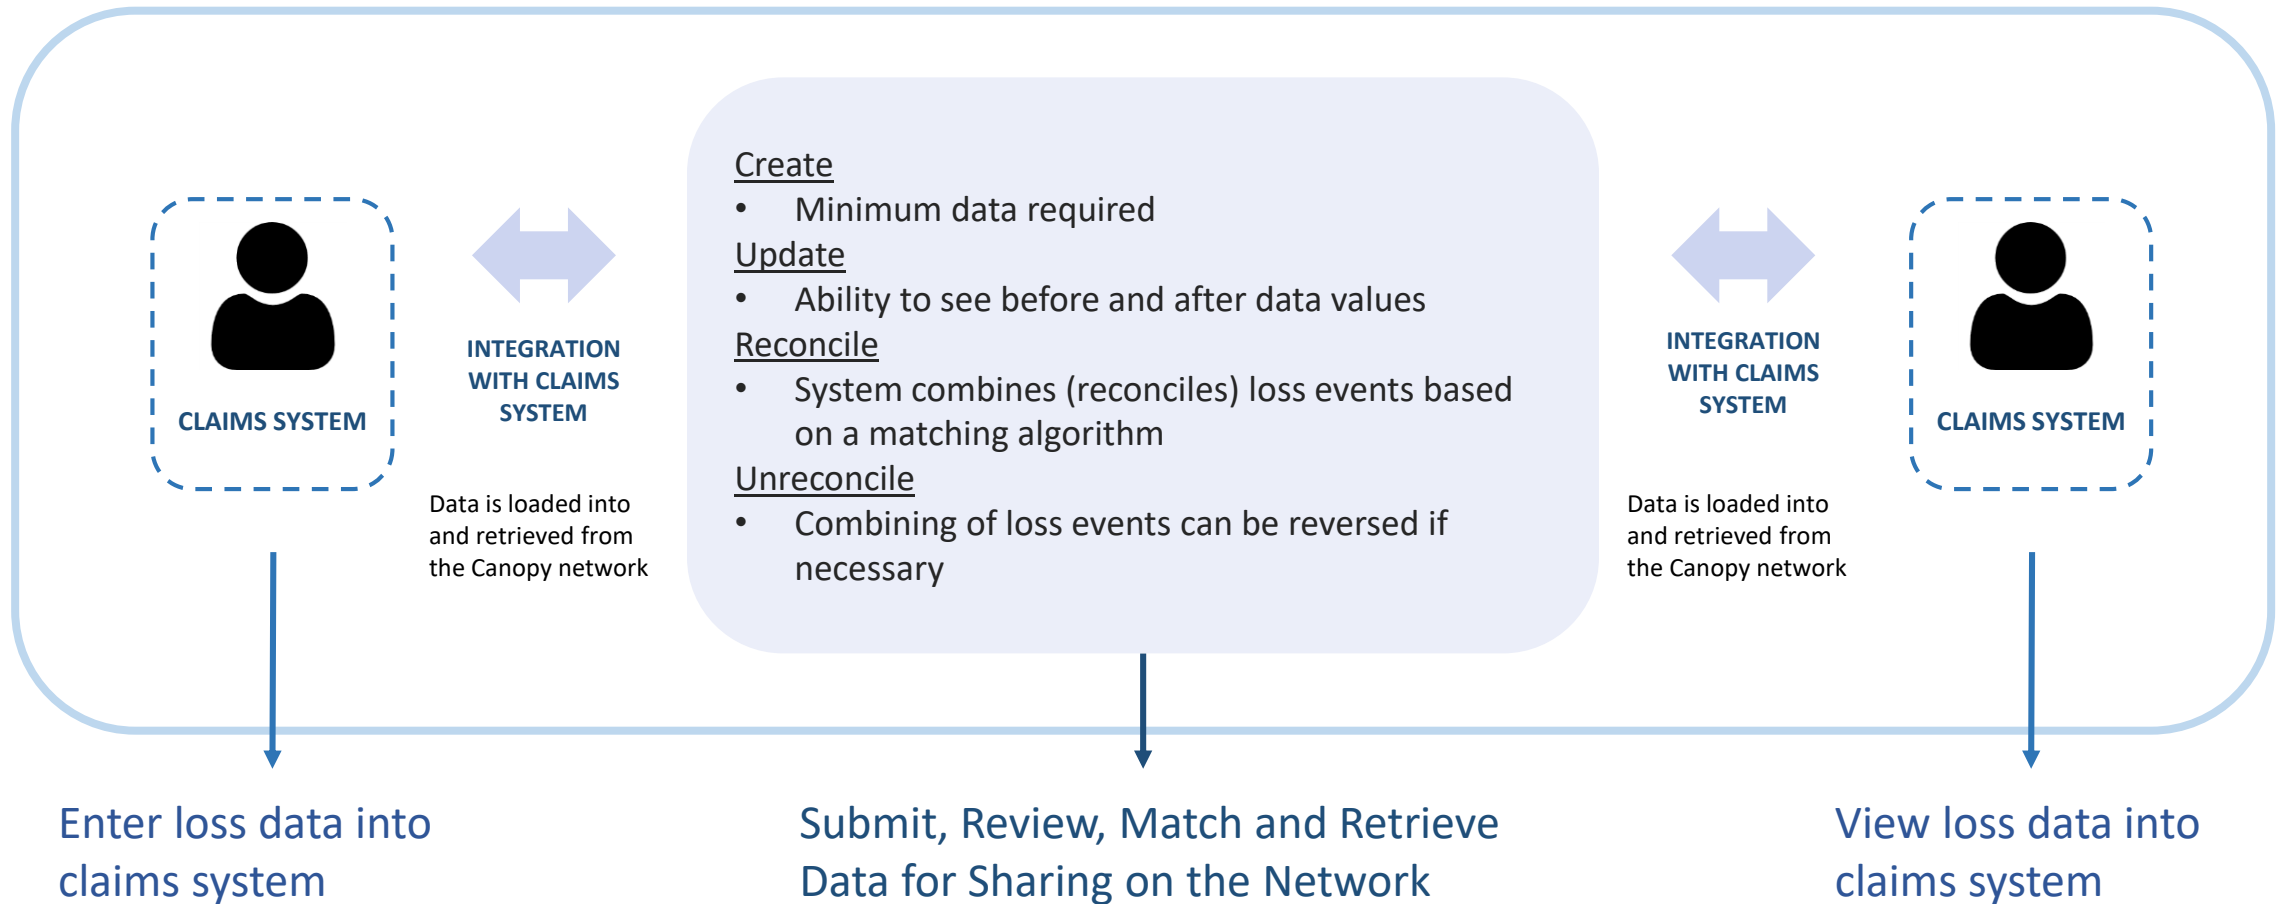 CLAIMS SYSTEM
INTEGRATION
WITH CLAIMS
SYSTEM
Data is loaded into
and retrieved from
the Canopy network
Create
• Minimum data required
Update
• Ability to see before and after data values
Reconcile
• System combines (reconciles) loss events based
on a matching algorithm
Unreconcile
• Combining of loss events can be reversed if
necessary
INTEGRATION
WITH CLAIMS
SYSTEM
Data is loaded into
and retrieved from
the Canopy network
CLAIMS SYSTEM
Enter loss data into
claims system
Submit, Review, Match and Retrieve
Data for Sharing on the Network
View loss data into
claims system